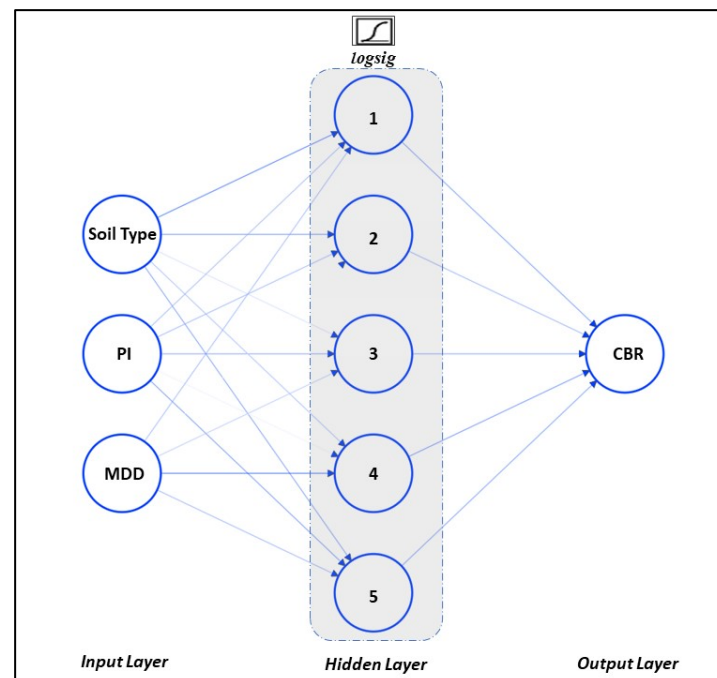 logsig
1
Soil Type
2
PI
3
CBR
MDD
4
5
Input Layer
Hidden Layer
Output Layer